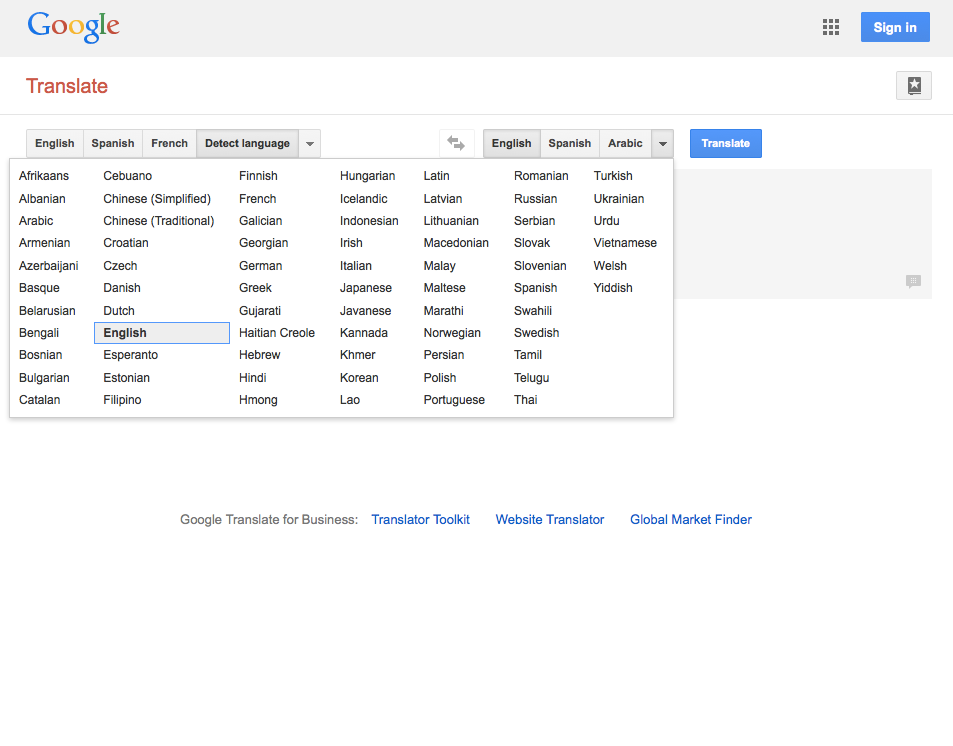 Google
Sign in
Translate
English Spanish French Detect language English Spanish Arabic Translate
Afrikaans Cebuano Finnish Hungarian Latin Romanian Turkish
Albanian Chinese (Simplified) French Icelandic Latvian Russian Ukrainian
Arabic Chinese (Traditional) Galician Indonesian Lithuanian Serbian Urdu
Armenian Croatian Georgian Irish Macedonian Slovak Vietnamese
Azerbaijani Czech German Italian Malay Slovenian Welsh
Basque Danish Greek Japanese Maltese Spanish Yiddish
Belarusian Dutch Gujarati Javanese Marathi Swahili
Bengali English Haitian Creole Kannada Norwegian Swedish
Bosnian Esperanto Hebrew Khmer Persian Tamil
Bulgarian Estonian Hindi Korean Polish Telugu
Catalan Filipino Hmong Lao Portuguese Thai
Google Translate for Business: Translator Toolkit Website Translator Global Market Finder